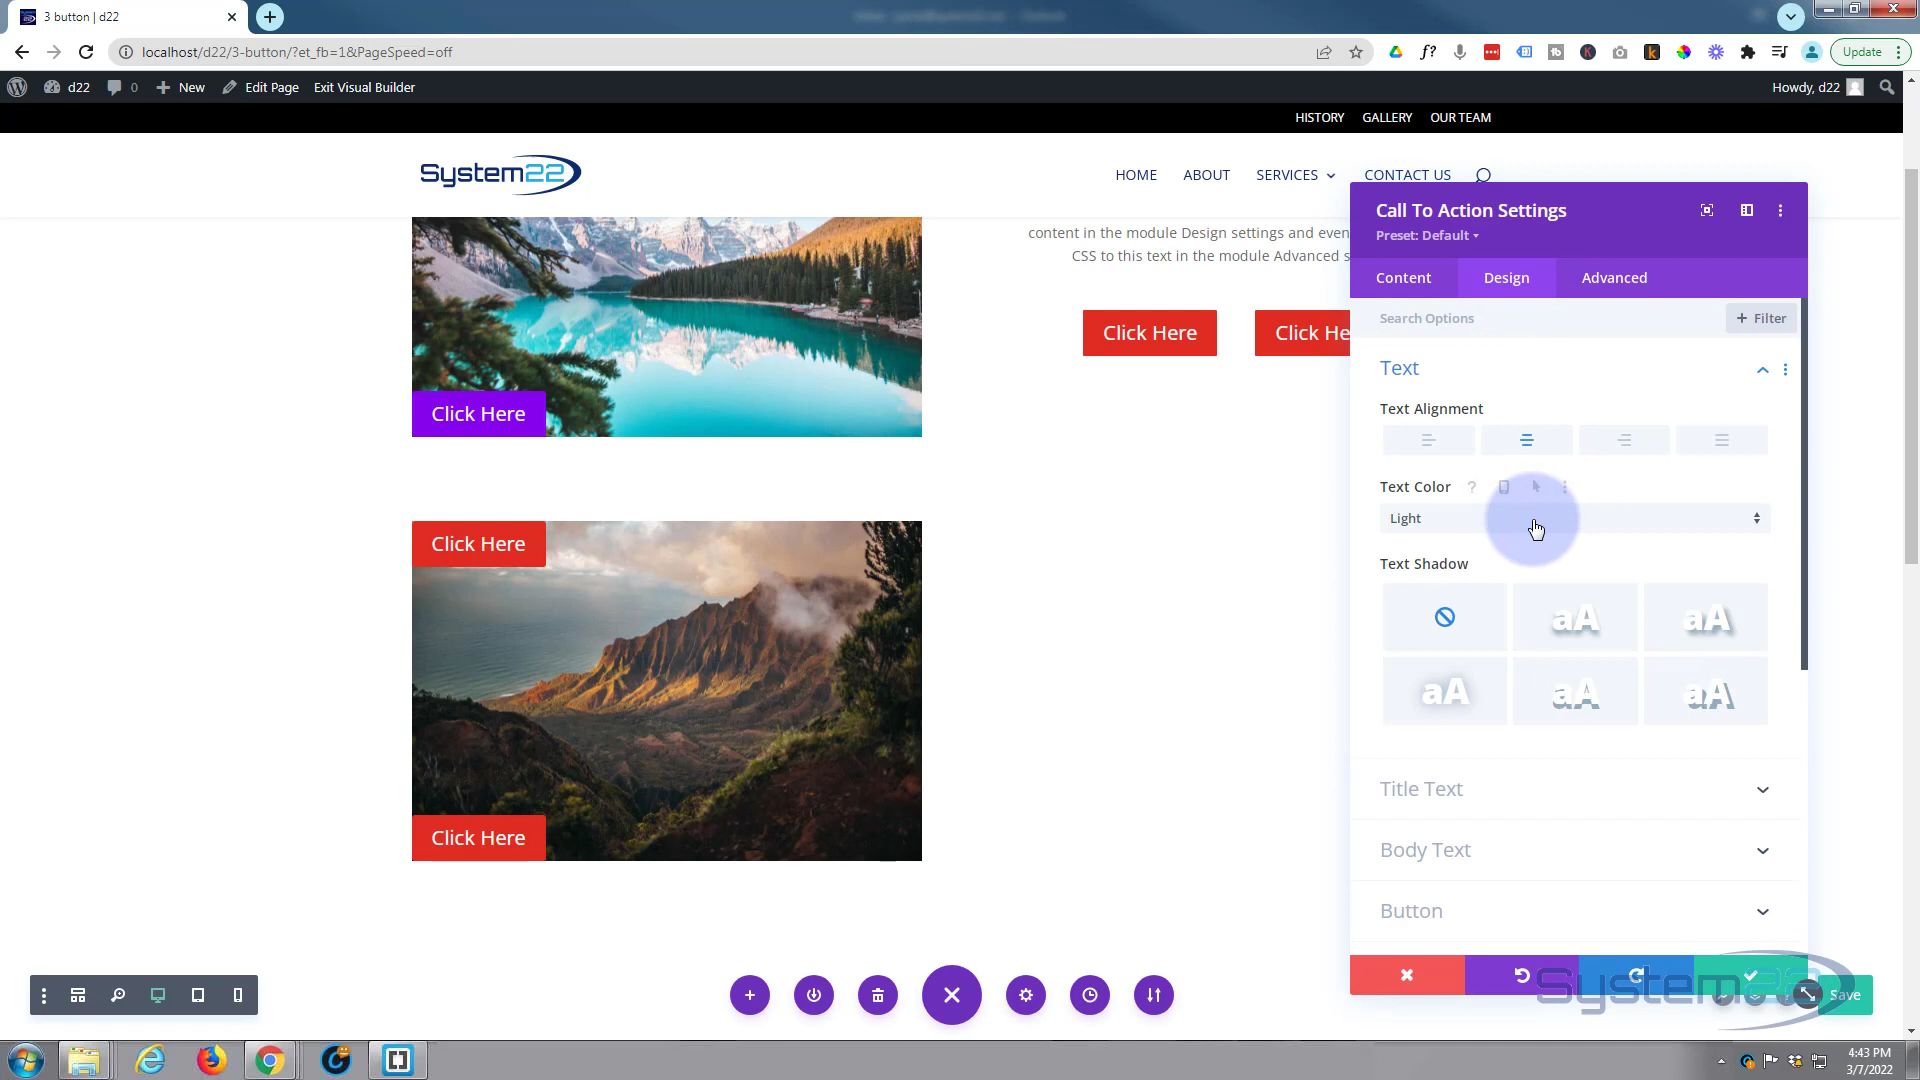 3 button | d22
localhost/d22/3-button/?et_fb=1&PageSpeed=off
Update
d22
0
New
Edit Page
Exit Visual Builder
Howdy, d22
HISTORY
GALLERY
OUR TEAM
System22
HOME
ABOUT
SERVICES
CONTACT US
content in the module Design settings and even
CSS to this text in the module Advanced s
Click Here
Click He
Click Here
Click Here
Click Here
Call To Action Settings
Preset: Default
Content
Design
Advanced
Search Options
+ Filter
Text
Text Alignment
Text Color
Light
Text Shadow
aA
aA
aA
aA
aA
Title Text
Body Text
Button
System22
Save
4:43 PM
3/7/2022